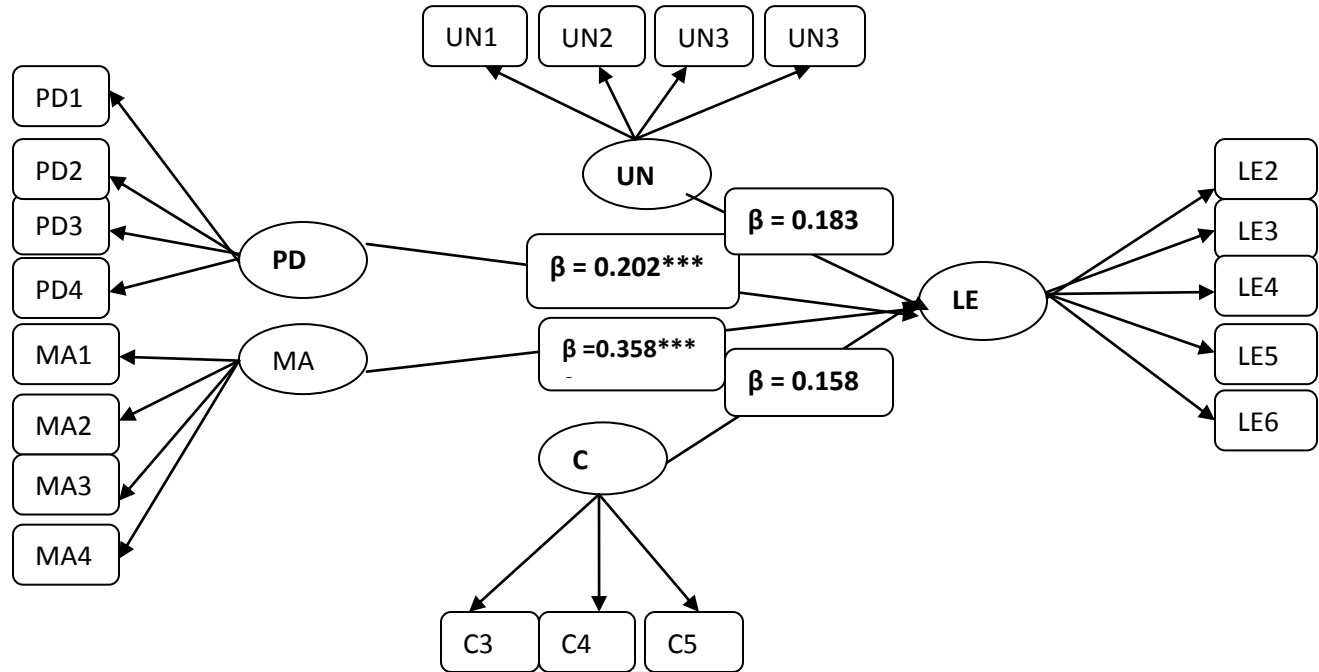 UN1
UN2
UN3
UN3
PD1
PD2
PD3
PD4
MA1
MA2
MA3
MA4
PD
MA
UN
C
β = 0.183
β = 0.202***
β =0.358***
β = 0.158
LE
LE2
LE3
LE4
LE5
LE6
C3
C4
C5